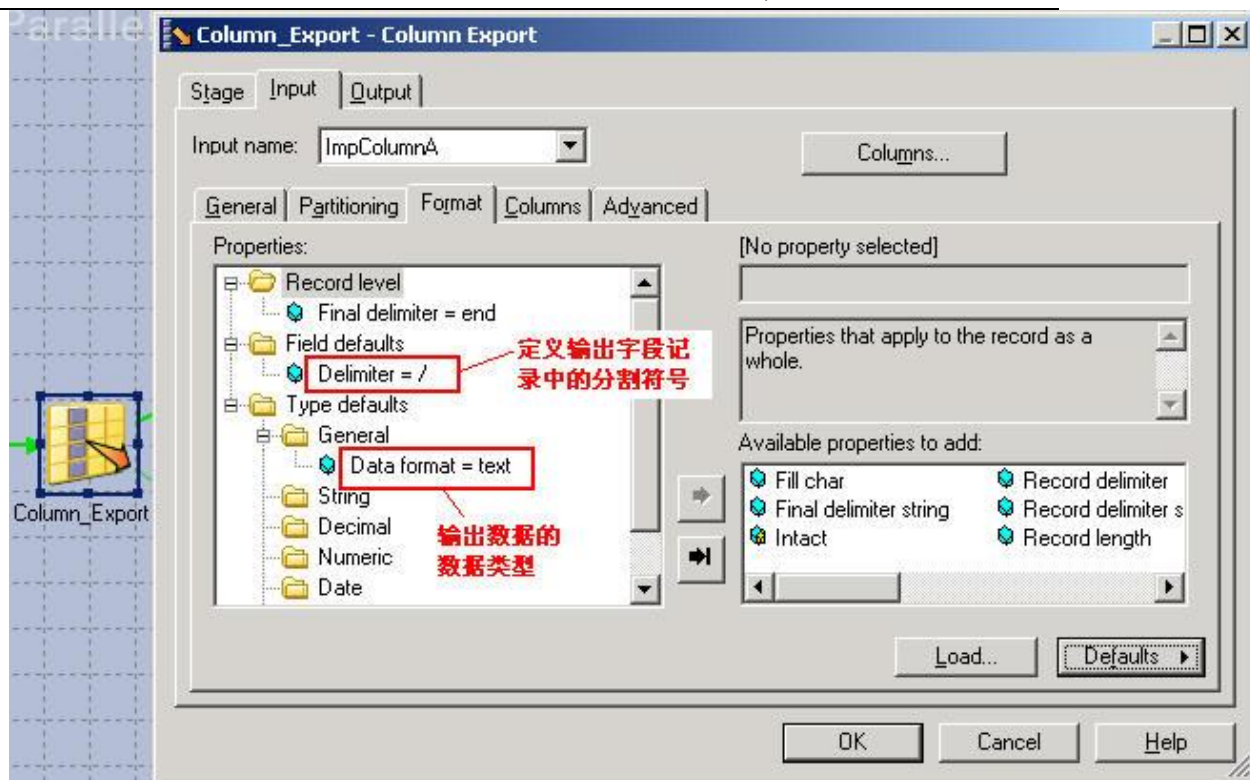 Parallel
Column_Export - Column Export
Stage Input Output
Input name: ImpColumnA
Columns...
General Partitioning Format Columns Advanced
Properties:
[No property selected]
Record level
Final delimiter = end
Field defaults
Delimiter = /
Type defaults
General
Data format = text
String
Decimal
Numeric
Date
定义输出字段记
录中的分割符号
输出数据的
数据类型
Properties that apply to the record as a
whole.
Available properties to add:
Fill char
Record delimiter
Final delimiter string
Record delimiter s
Intact
Record length
Column_Export
Load...
Defaults
OK
Cancel
Help